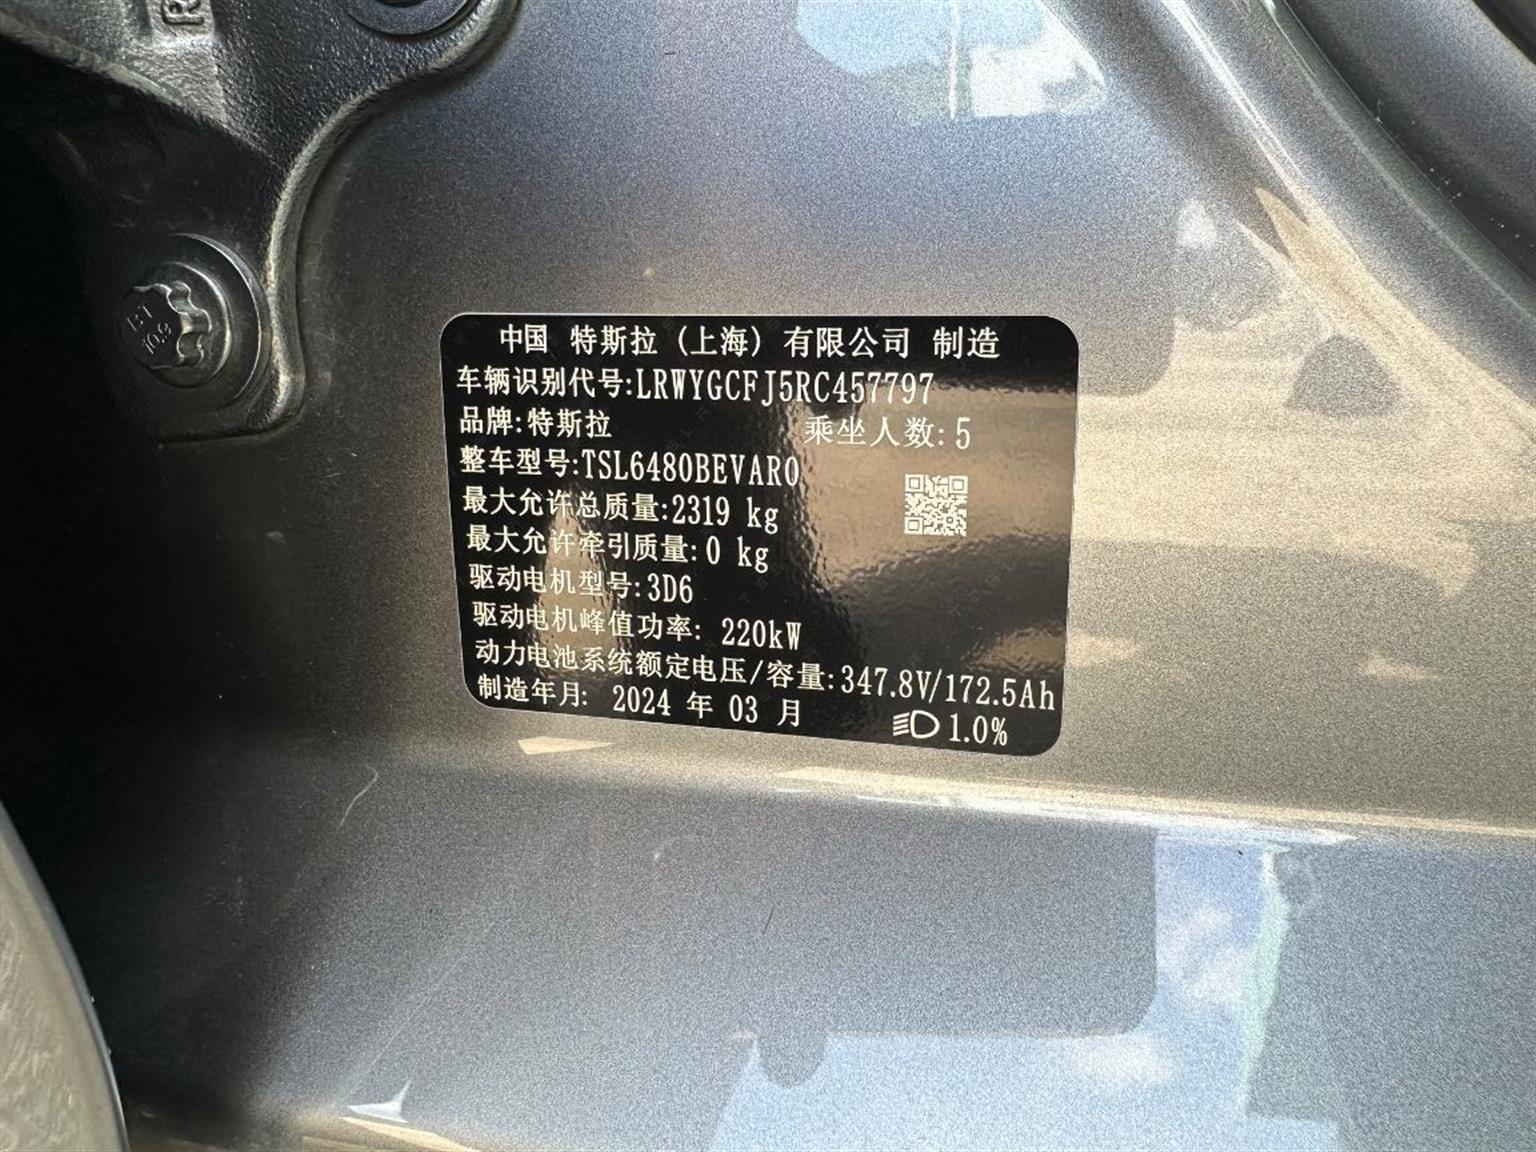 中国 特斯拉(上海)有限公司 制造
车辆识别代号:LRWYGCFJ5RC457797
品牌:特斯拉 乘坐人数:5
整车型号:TSL6480BEVAR0
最大允许总质量:2319 kg
最大允许牵引质量:0 kg
驱动电机型号:3D6
驱动电机峰值功率: 220kW
动力电池系统额定电压/容量:347.8V/172.5Ah
制造年月: 2024 年 03 月
1.0%
10.9